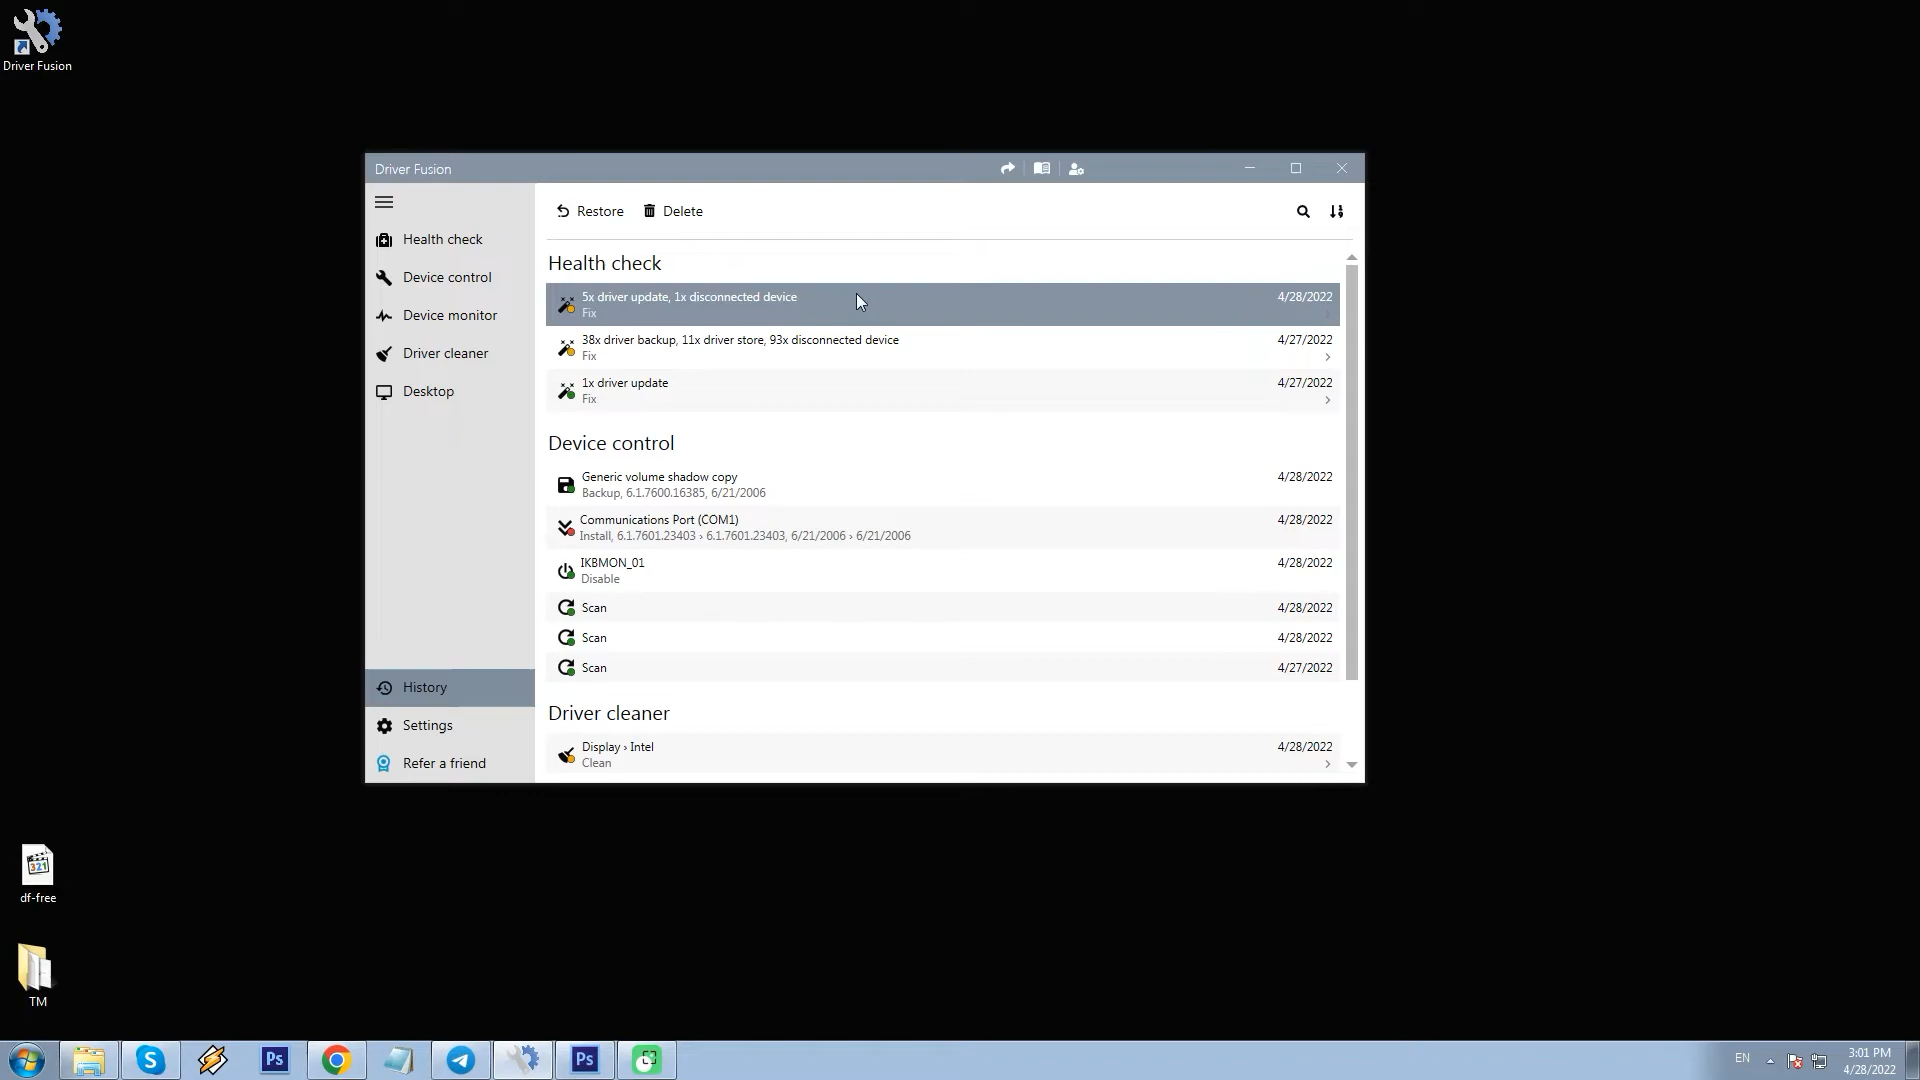 Driver Fusion
Driver Fusion
Restore
Delete
Health check
Device control
Device monitor
Driver cleaner
Desktop
History
Settings
Refer a friend
Health check
5x driver update, 1x disconnected device
4/28/2022
Fix
38x driver backup, 11x driver store, 93x disconnected device
4/27/2022
Fix
1x driver update
4/27/2022
Fix
Device control
Generic volume shadow copy
4/28/2022
Backup, 6.1.7600.16385, 6/21/2006
Communications Port (COM1)
4/28/2022
Install, 6.1.7601.23403 › 6.1.7601.23403, 6/21/2006 › 6/21/2006
IKBMON_01
4/28/2022
Disable
Scan
4/28/2022
Scan
4/28/2022
Scan
4/27/2022
Driver cleaner
Display › Intel
4/28/2022
Clean
321
df-free
TM
S
Ps
Ps
EN
3:01 PM
4/28/2022